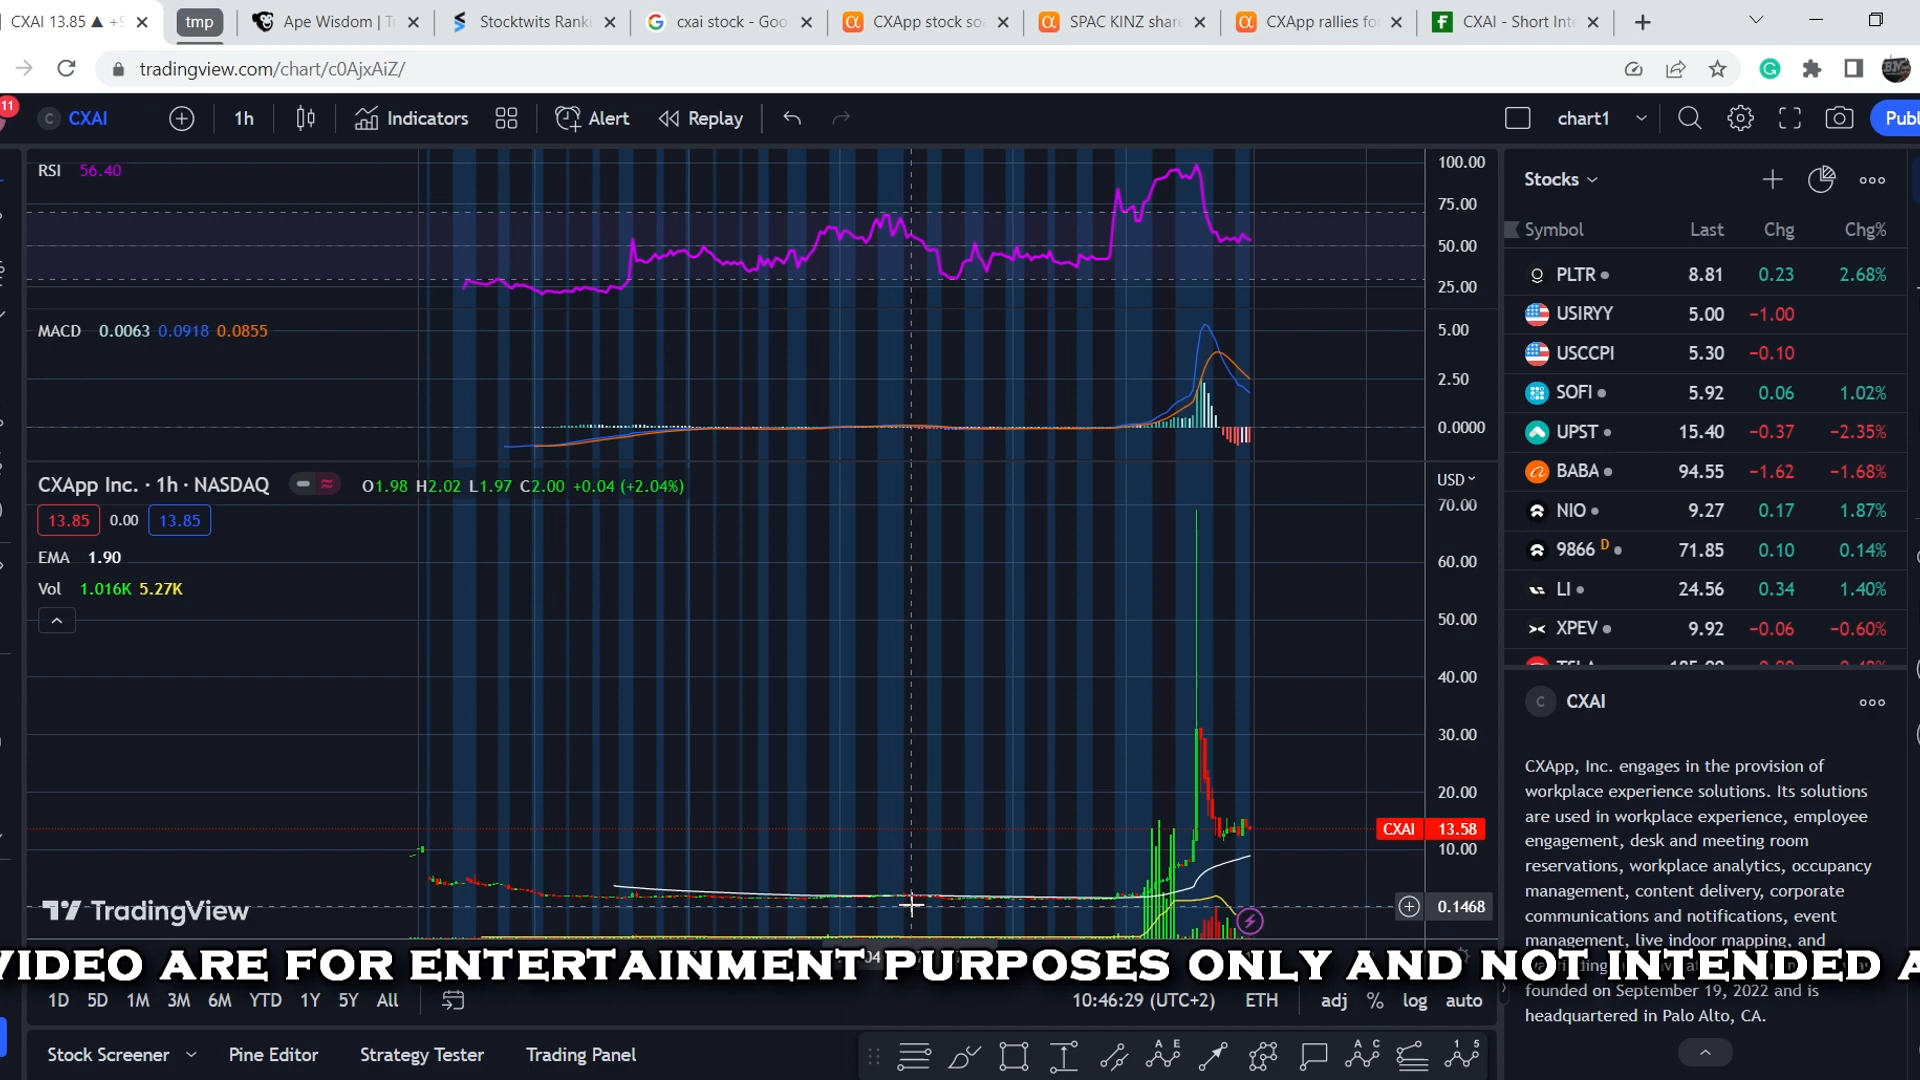 CXAI 13.85 ▲ +9
tmp
Ape Wisdom | Tr
Stocktwits Ranki
cxai stock - Goo
CXApp stock soa
SPAC KINZ share
CXApp rallies for
CXAI - Short Inte
tradingview.com/chart/c0AjxAiZ/
11
C CXAI
1h
Indicators
Alert
Replay
chart1
Publ
RSI 56.40
100.00
75.00
50.00
25.00
MACD 0.0063 0.0918 0.0855
5.00
2.50
0.0000
CXApp Inc. · 1h · NASDAQ
O1.98 H2.02 L1.97 C2.00 +0.04 (+2.04%)
13.85 0.00 13.85
EMA 1.90
Vol 1.016K 5.27K
USD
70.00
60.00
50.00
40.00
30.00
20.00
CXAI 13.58
10.00
0.1468
TradingView
Stocks
Symbol Last Chg Chg%
PLTR 8.81 0.23 2.68%
USIRYY 5.00 −1.00
USCCPI 5.30 −0.10
SOFI 5.92 0.06 1.02%
UPST 15.40 −0.37 −2.35%
BABA 94.55 −1.62 −1.68%
NIO 9.27 0.17 1.87%
9866 D 71.85 0.10 0.14%
LI 24.56 0.34 1.40%
XPEV 9.92 −0.06 −0.60%
C CXAI
CXApp, Inc. engages in the provision of
workplace experience solutions. Its solutions
are used in workplace experience, employee
engagement, desk and meeting room
reservations, workplace analytics, occupancy
management, content delivery, corporate
communications and notifications, event
management, live indoor mapping, and
founded on September 19, 2022 and is
headquartered in Palo Alto, CA.
VIDEO ARE FOR ENTERTAINMENT PURPOSES ONLY AND NOT INTENDED A
1D 5D 1M 3M 6M YTD 1Y 5Y All
10:46:29 (UTC+2) ETH adj % log auto
Stock Screener
Pine Editor
Strategy Tester
Trading Panel
A E
A C
1 5